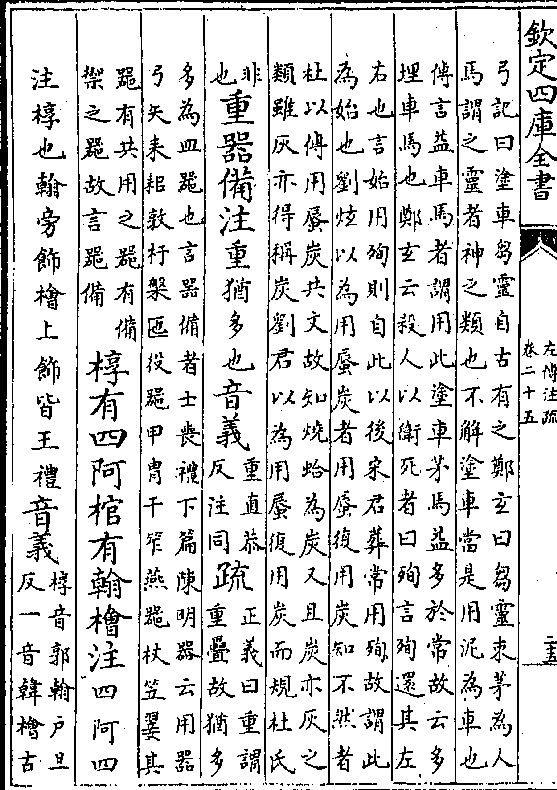 欽定四庫全書
左傳注疏
卷二十五
弓記曰塗車芻靈自古有之鄭玄曰芻靈束茅為人
馬謂之靈者神之類也不解塗車當是用泥為車也
傳言益車馬者謂用此塗車茅馬益多於常故云多
埋車馬也鄭玄云殺人以衛死者曰殉言殉還其左
右也言始用殉則自此以後宋君葬常用殉故謂此
為始也劉炫以為用蜃炭者用蜃復用炭知不然者
杜以傳用蜃炭共文故知燒蛤為炭又且炭亦灰之
類雖灰亦得稱炭劉君以為用蜃復用炭而規杜氏
非
也
重器備注重猶多也音義
重直恭
反注同
疏
正義曰重謂
重疊故猶多
多為皿器也言器備者士喪禮下篇陳明器云用器
弓矢耒耜敦杅槃匜役器甲冑干笮燕器杖笠翣其
器有共用之器有備
禦之器故言器備
椁有四阿棺有翰檜注四阿四
注椁也翰旁飾檜上飾皆王禮音義
椁音郭翰戶旦
反一音韓檜古